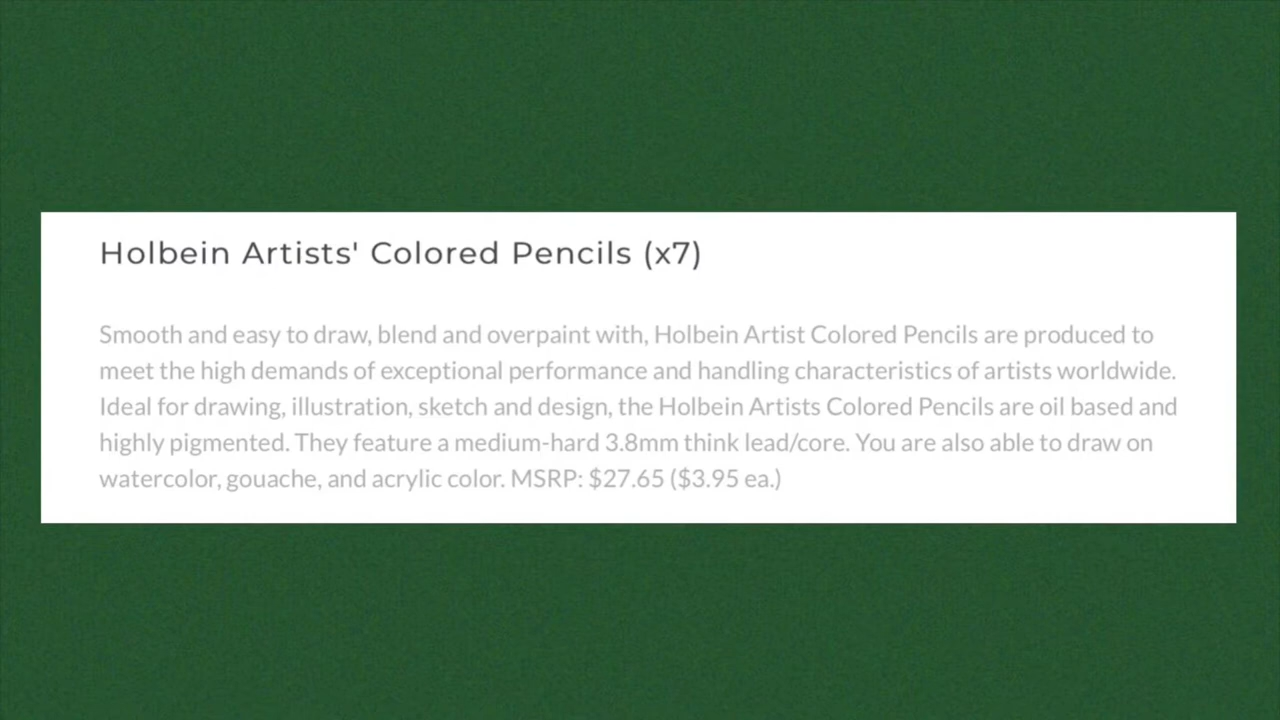 Holbein Artists' Colored Pencils (x7)
Smooth and easy to draw, blend and overpaint with, Holbein Artist Colored Pencils are produced to
meet the high demands of exceptional performance and handling characteristics of artists worldwide.
Ideal for drawing, illustration, sketch and design, the Holbein Artists Colored Pencils are oil based and
highly pigmented. They feature a medium-hard 3.8mm think lead/core. You are also able to draw on
watercolor, gouache, and acrylic color. MSRP: $27.65 ($3.95 ea.)